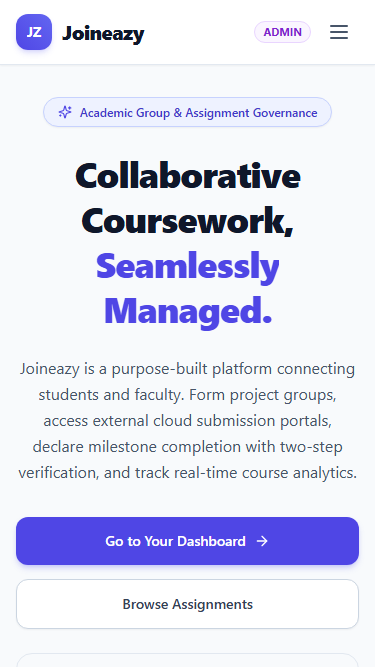 JZ
Joineazy
ADMIN
Academic Group & Assignment Governance
Collaborative
Coursework,
Seamlessly
Managed.
Joineazy is a purpose-built platform connecting
students and faculty. Form project groups,
access external cloud submission portals,
declare milestone completion with two-step
verification, and track real-time course analytics.
Go to Your Dashboard
Browse Assignments